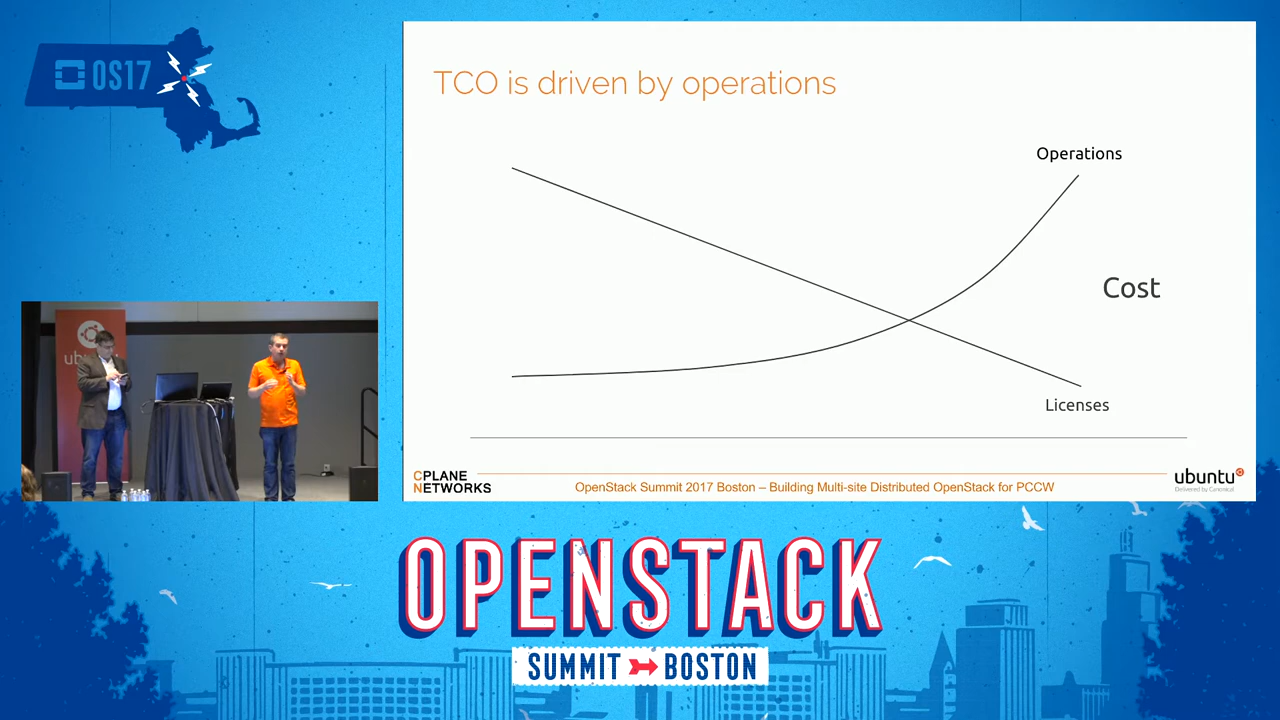 OS17
TCO is driven by operations
Operations
Cost
Licenses
CPLANE
NETWORKS
OpenStack Summit 2017 Boston – Building Multi-site Distributed OpenStack for PCCW
ubuntu
Delivered by Canonical
ubuntu
OPENSTACK
SUMMIT BOSTON